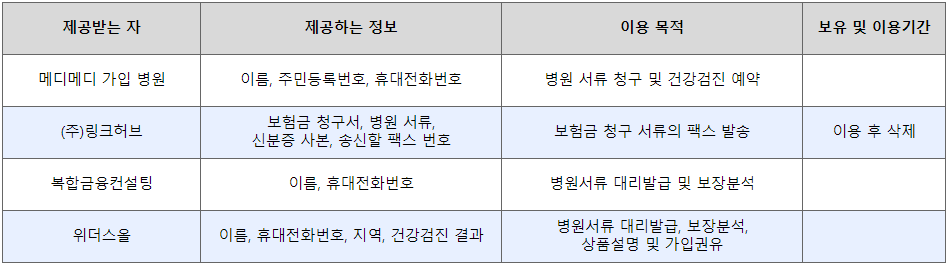 제공받는 자 제공하는 정보 이용 목적 보유 및 이용기간
메디메디 가입 병원 이름, 주민등록번호, 휴대전화번호 병원 서류 청구 및 건강검진 예약
(주)링크허브 보험금 청구서, 병원 서류, 신분증 사본, 송신할 팩스 번호 보험금 청구 서류의 팩스 발송 이용 후 삭제
복합금융컨설팅 이름, 휴대전화번호 병원서류 대리발급 및 보장분석
위더스올 이름, 휴대전화번호, 지역, 건강검진 결과 병원서류 대리발급, 보장분석, 상품설명 및 가입권유